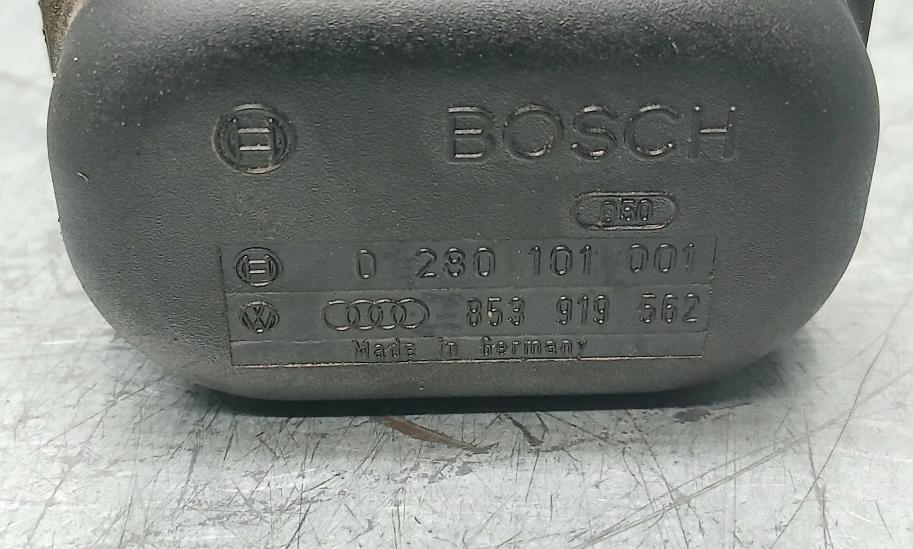 BOSCH
050
0 280 101 001
853 919 562
Made in Germany